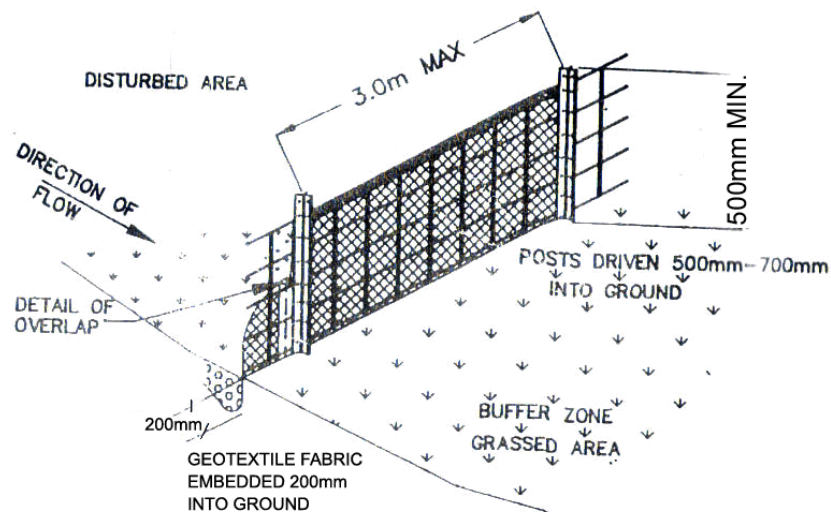 DISTURBED AREA
3.0m MAX
500mm MIN.
DIRECTION OF
FLOW
POSTS DRIVEN 500mm-700mm
INTO GROUND
DETAIL OF
OVERLAP
200mm
BUFFER ZONE
GRASSED AREA
GEOTEXTILE FABRIC
EMBEDDED 200mm
INTO GROUND